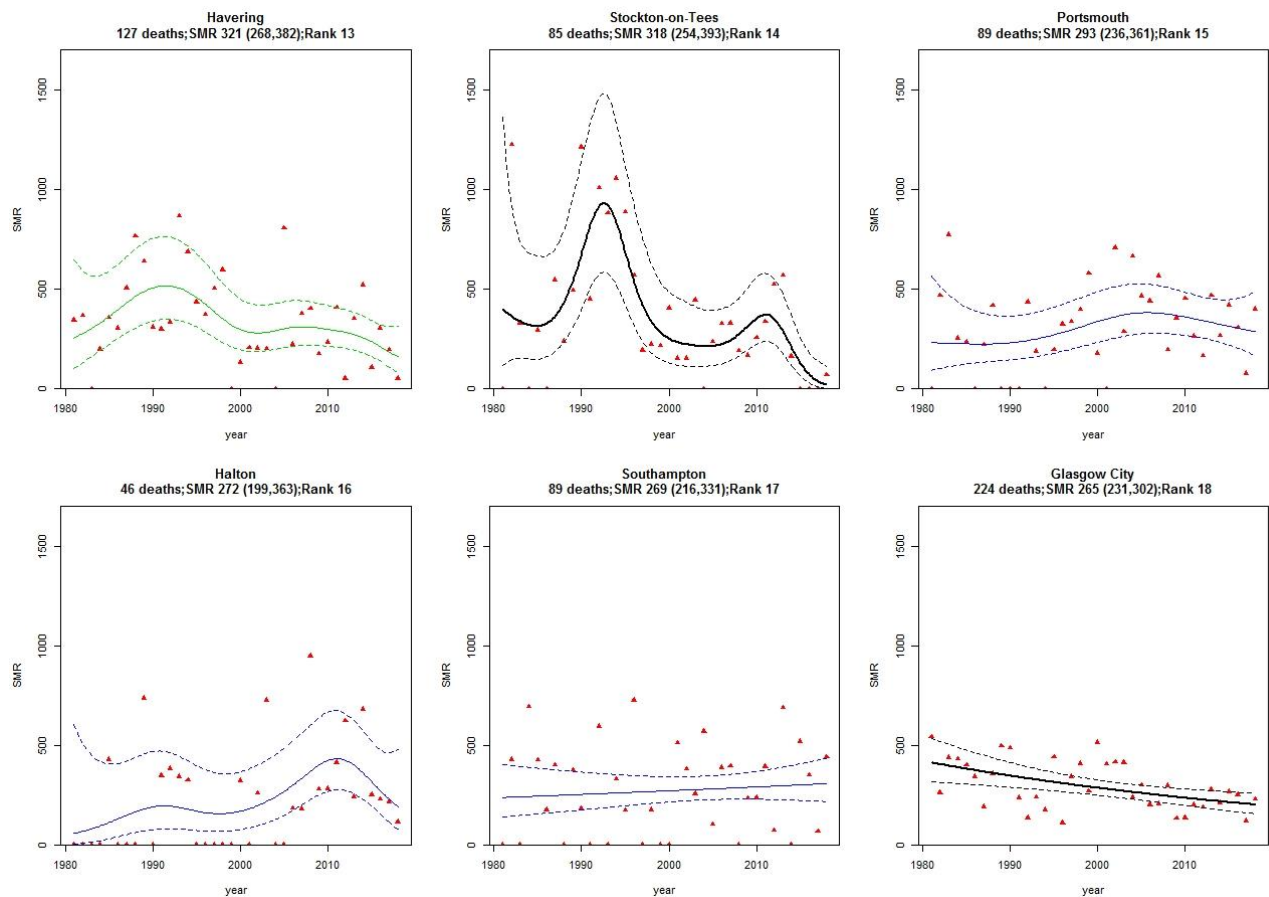 Havering
127 deaths;SMR 321 (268,382);Rank 13
SMR
1500
1000
500
0
1980 1990 2000 2010
year
Stockton-on-Tees
85 deaths;SMR 318 (254,393);Rank 14
SMR
1500
1000
500
0
1980 1990 2000 2010
year
Portsmouth
89 deaths;SMR 293 (236,361);Rank 15
SMR
1500
1000
500
0
1980 1990 2000 2010
year
Halton
46 deaths;SMR 272 (199,363);Rank 16
SMR
1500
1000
500
0
1980 1990 2000 2010
year
Southampton
89 deaths;SMR 269 (216,331);Rank 17
SMR
1500
1000
500
0
1980 1990 2000 2010
year
Glasgow City
224 deaths;SMR 265 (231,302);Rank 18
SMR
1500
1000
500
0
1980 1990 2000 2010
year